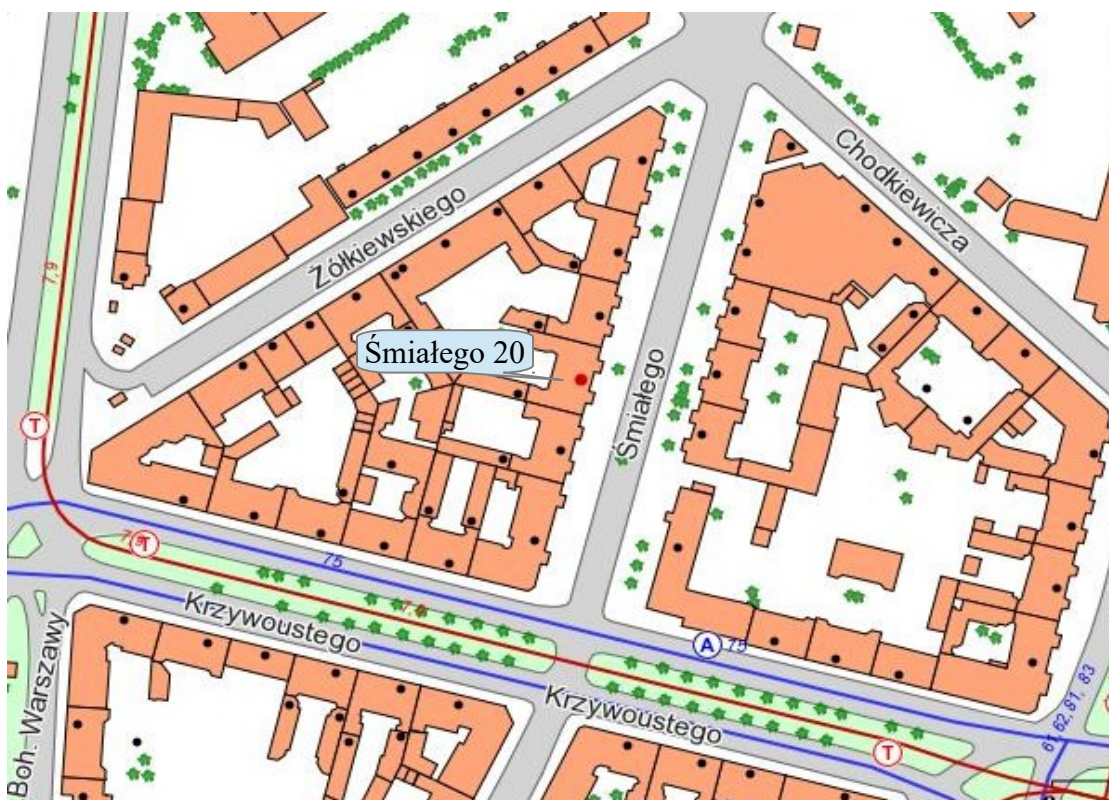 Chodkiewicza
Żółkiewskiego
7, 9
Śmiałego 20
Śmiałego
T
T
75
Krzywoustego
A
75
Boh. Warszawy
Krzywoustego
61, 62, 81, 83
T